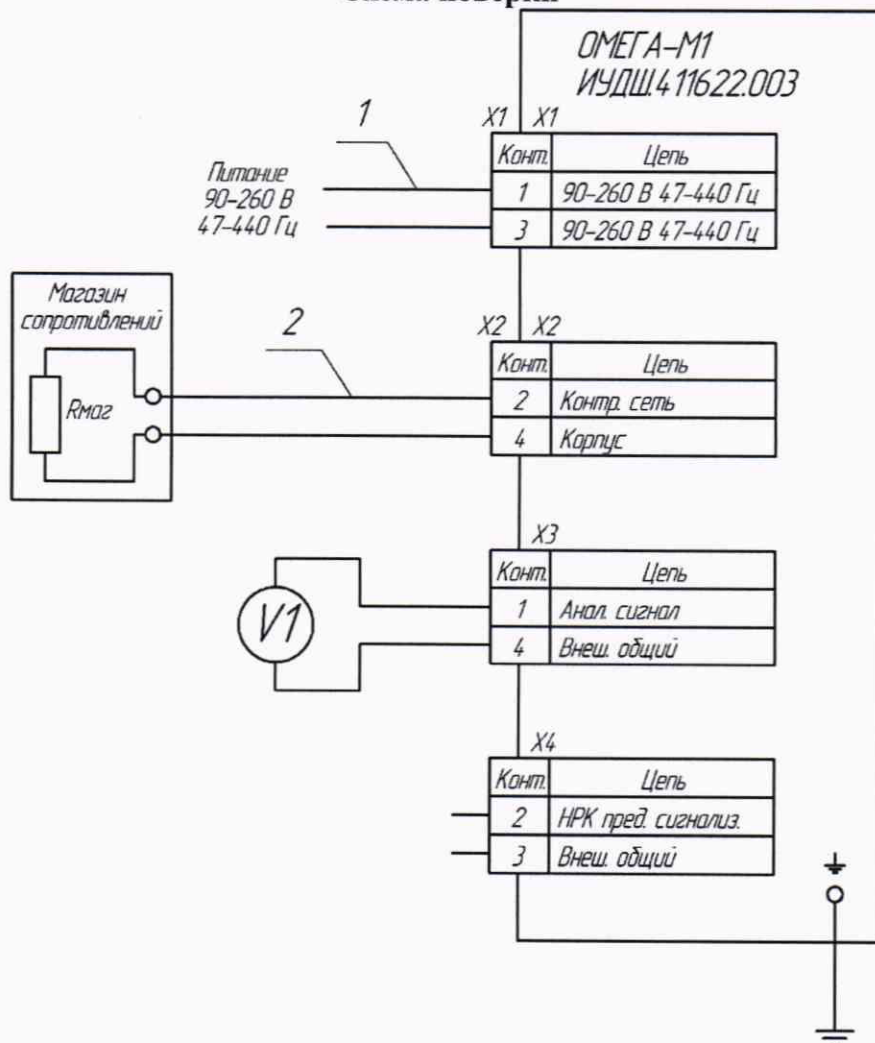 ОМЕГА-М1
ИУДШ.411622.003
1
Питание
90-260 В
47-440 Гц
X1 X1
Конт. Цепь
1 90-260 В 47-440 Гц
3 90-260 В 47-440 Гц
Магазин
сопротивлений
Rмаг
2
X2 X2
Конт. Цепь
2 Контр. сеть
4 Корпус
V1
X3
Конт. Цепь
1 Анал. сигнал
4 Внеш. общий
X4
Конт. Цепь
2 НРК пред. сигнализ.
3 Внеш. общий